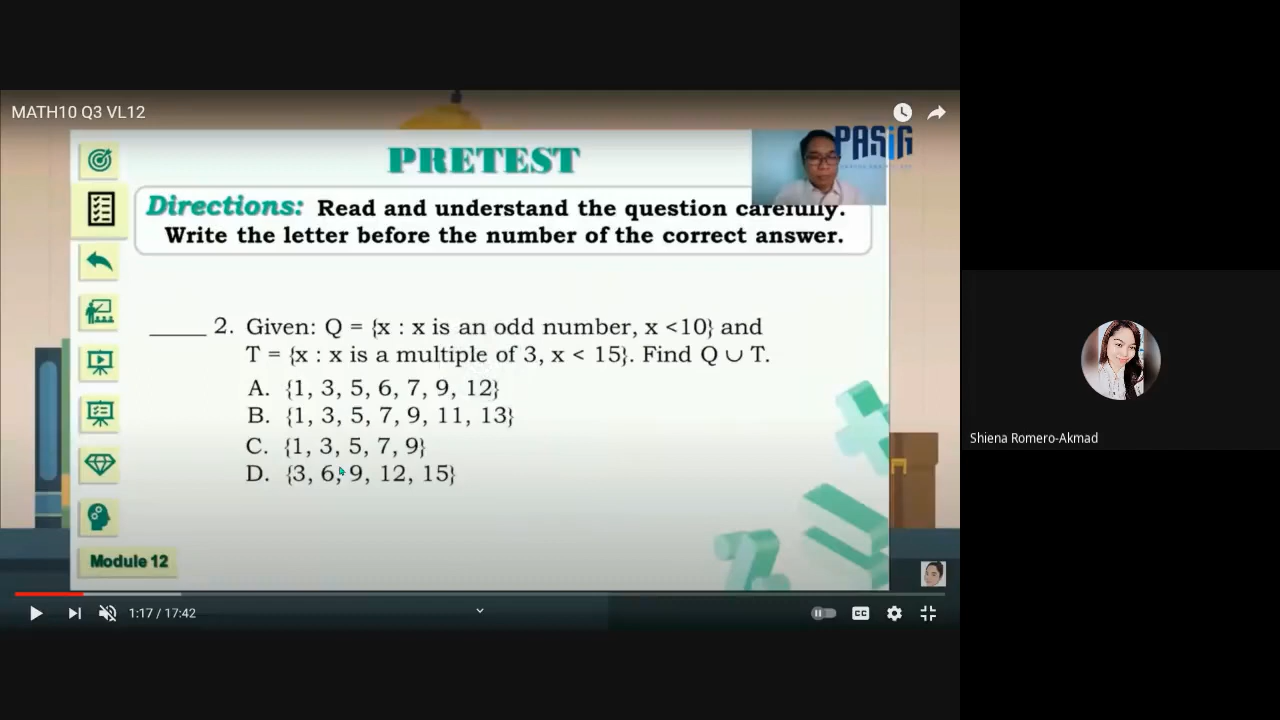 MATH10 Q3 VL12
PASiG
PRETEST
Directions: Read and understand the question carefully.
Write the letter before the number of the correct answer.
_____ 2. Given: Q = {x : x is an odd number, x <10} and
T = {x : x is a multiple of 3, x < 15}. Find Q ∪ T.
A. {1, 3, 5, 6, 7, 9, 12}
B. {1, 3, 5, 7, 9, 11, 13}
C. {1, 3, 5, 7, 9}
D. {3, 6, 9, 12, 15}
Module 12
1:17 / 17:42
CC
Shiena Romero-Akmad